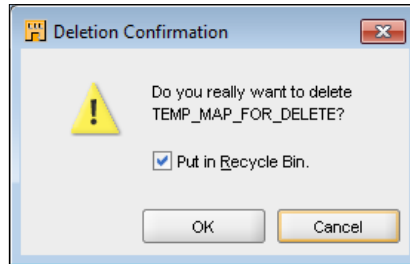 Deletion Confirmation
Do you really want to delete
TEMP_MAP_FOR_DELETE?
Put in Recycle Bin.
OK
Cancel